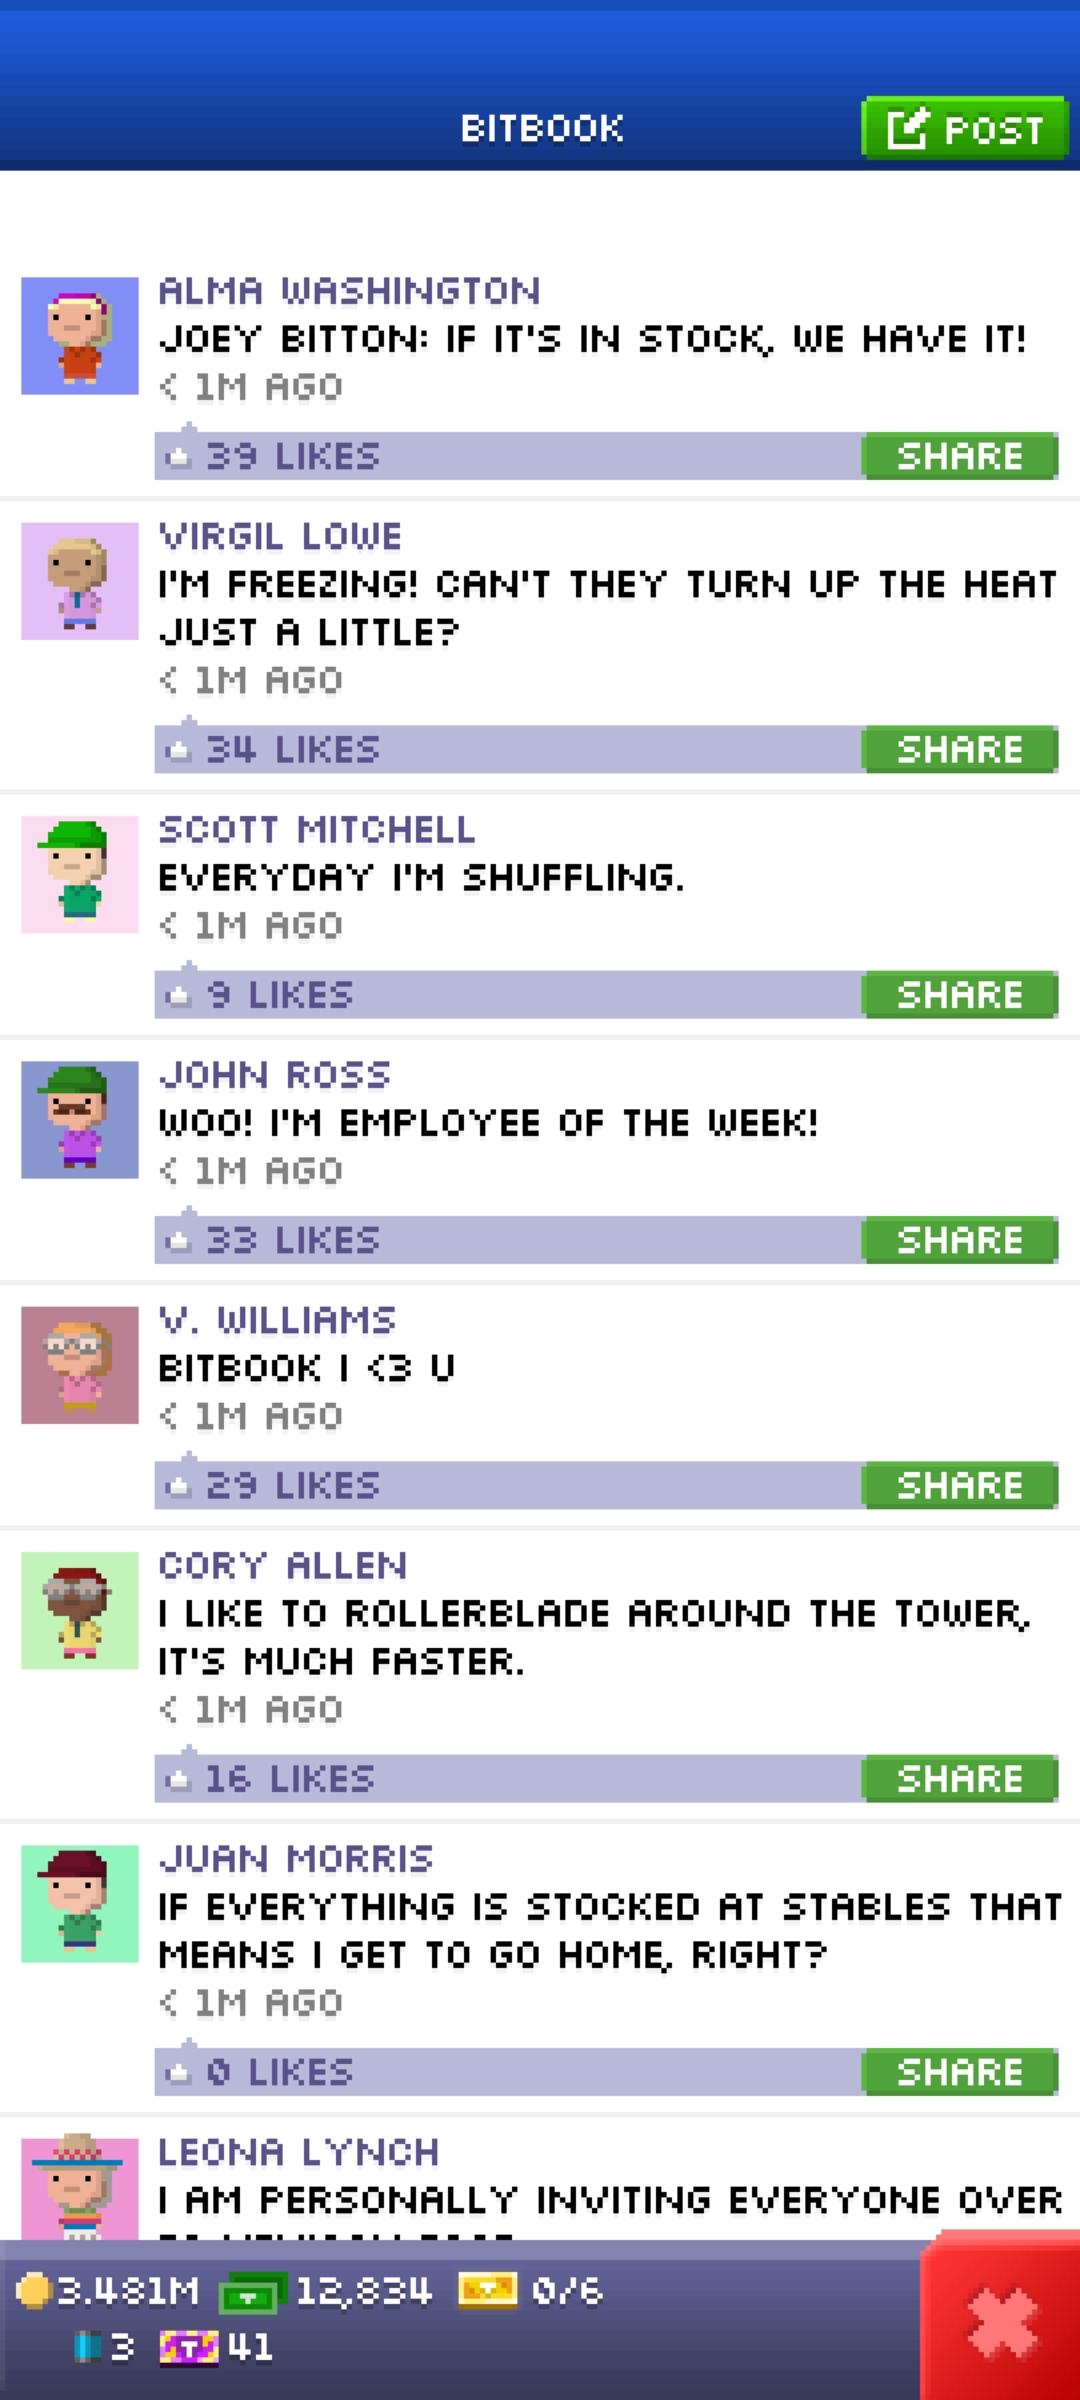 BITBOOK
POST
ALMA WASHINGTON
JOEY BITTON: IF IT'S IN STOCK, WE HAVE IT!
< 1M AGO
39 LIKES
SHARE
VIRGIL LOWE
I'M FREEZING! CAN'T THEY TURN UP THE HEAT
JUST A LITTLE?
< 1M AGO
34 LIKES
SHARE
SCOTT MITCHELL
EVERYDAY I'M SHUFFLING.
< 1M AGO
9 LIKES
SHARE
JOHN ROSS
WOO! I'M EMPLOYEE OF THE WEEK!
< 1M AGO
33 LIKES
SHARE
V. WILLIAMS
BITBOOK I <3 U
< 1M AGO
29 LIKES
SHARE
CORY ALLEN
I LIKE TO ROLLERBLADE AROUND THE TOWER,
IT'S MUCH FASTER.
< 1M AGO
16 LIKES
SHARE
JUAN MORRIS
IF EVERYTHING IS STOCKED AT STABLES THAT
MEANS I GET TO GO HOME, RIGHT?
< 1M AGO
0 LIKES
SHARE
LEONA LYNCH
I AM PERSONALLY INVITING EVERYONE OVER
3.481M 12,834 0/6
3 T 41